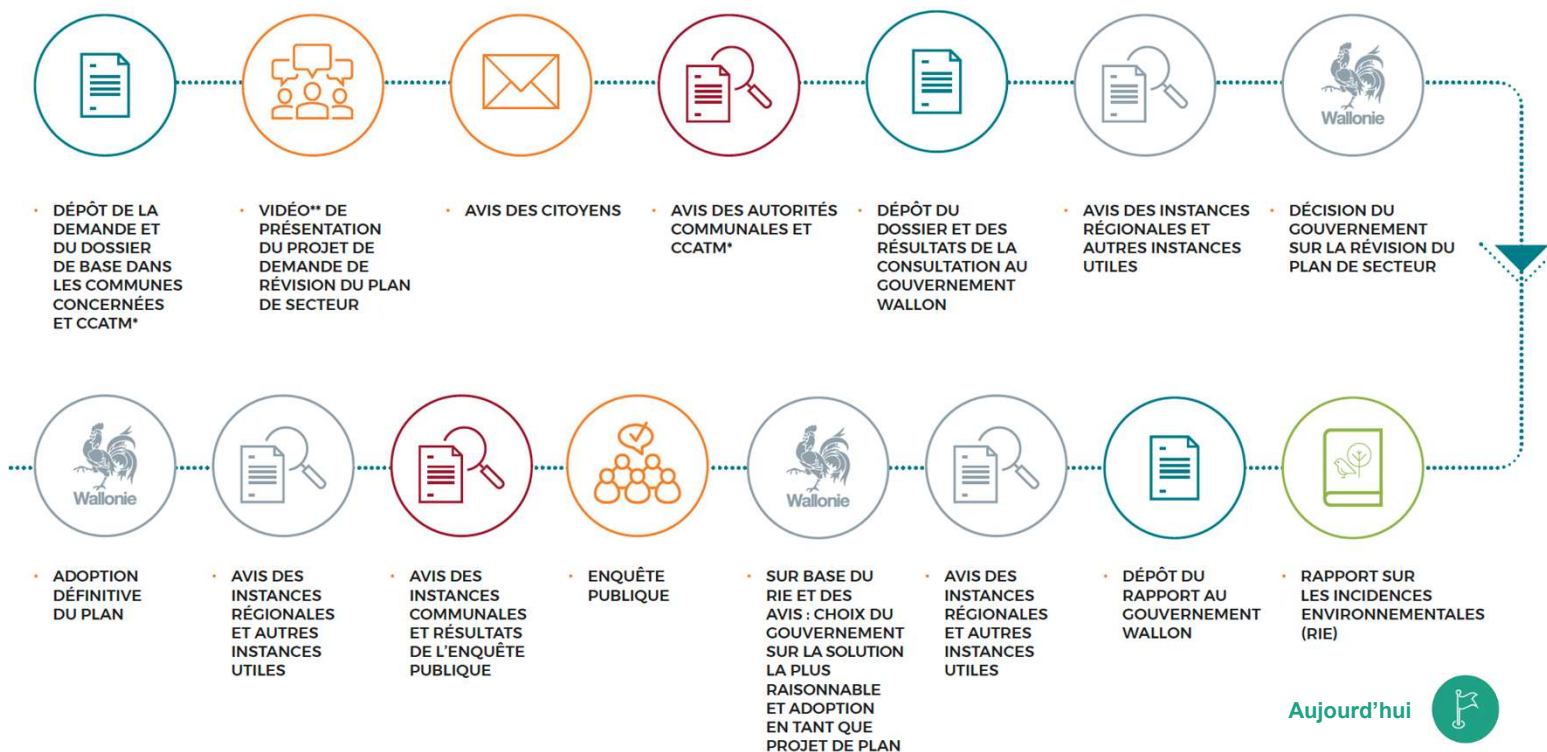 Wallonie
• DÉPÔT DE LA
DEMANDE ET
DU DOSSIER
DE BASE DANS
LES COMMUNES
CONCERNÉES
ET CCATM*
• VIDÉO** DE
PRÉSENTATION
DU PROJET DE
DEMANDE DE
RÉVISION DU PLAN
DE SECTEUR
• AVIS DES CITOYENS
• AVIS DES AUTORITÉS
COMMUNALES ET
CCATM*
• DÉPÔT DU
DOSSIER ET DES
RÉSULTATS DE LA
CONSULTATION AU
GOUVERNEMENT
WALLON
• AVIS DES INSTANCES
RÉGIONALES ET
AUTRES INSTANCES
UTILES
• DÉCISION DU
GOUVERNEMENT
SUR LA RÉVISION DU
PLAN DE SECTEUR
Wallonie
Wallonie
• ADOPTION
DÉFINITIVE
DU PLAN
• AVIS DES
INSTANCES
RÉGIONALES
ET AUTRES
INSTANCES
UTILES
• AVIS DES
INSTANCES
COMMUNALES
ET RÉSULTATS
DE L'ENQUÊTE
PUBLIQUE
• ENQUÊTE
PUBLIQUE
• SUR BASE DU
RIE ET DES
AVIS : CHOIX DU
GOUVERNEMENT
SUR LA SOLUTION
LA PLUS
RAISONNABLE
ET ADOPTION
EN TANT QUE
PROJET DE PLAN
• AVIS DES
INSTANCES
RÉGIONALES
ET AUTRES
INSTANCES
UTILES
• DÉPÔT DU
RAPPORT AU
GOUVERNEMENT
WALLON
• RAPPORT SUR
LES INCIDENCES
ENVIRONNEMENTALES
(RIE)
Aujourd'hui